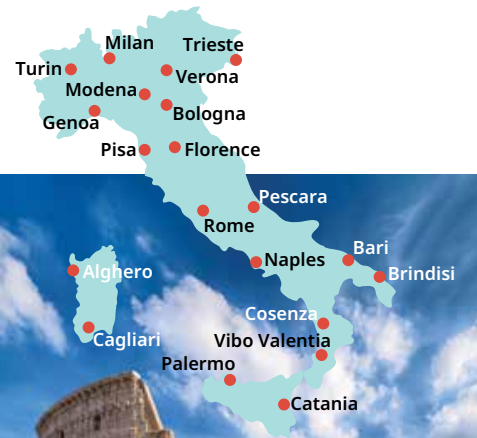 Milan
Trieste
Turin
Verona
Modena
Bologna
Genoa
Pisa
Florence
Pescara
Rome
Bari
Naples
Alghero
Brindisi
Cosenza
Cagliari
Vibo Valentia
Palermo
Catania